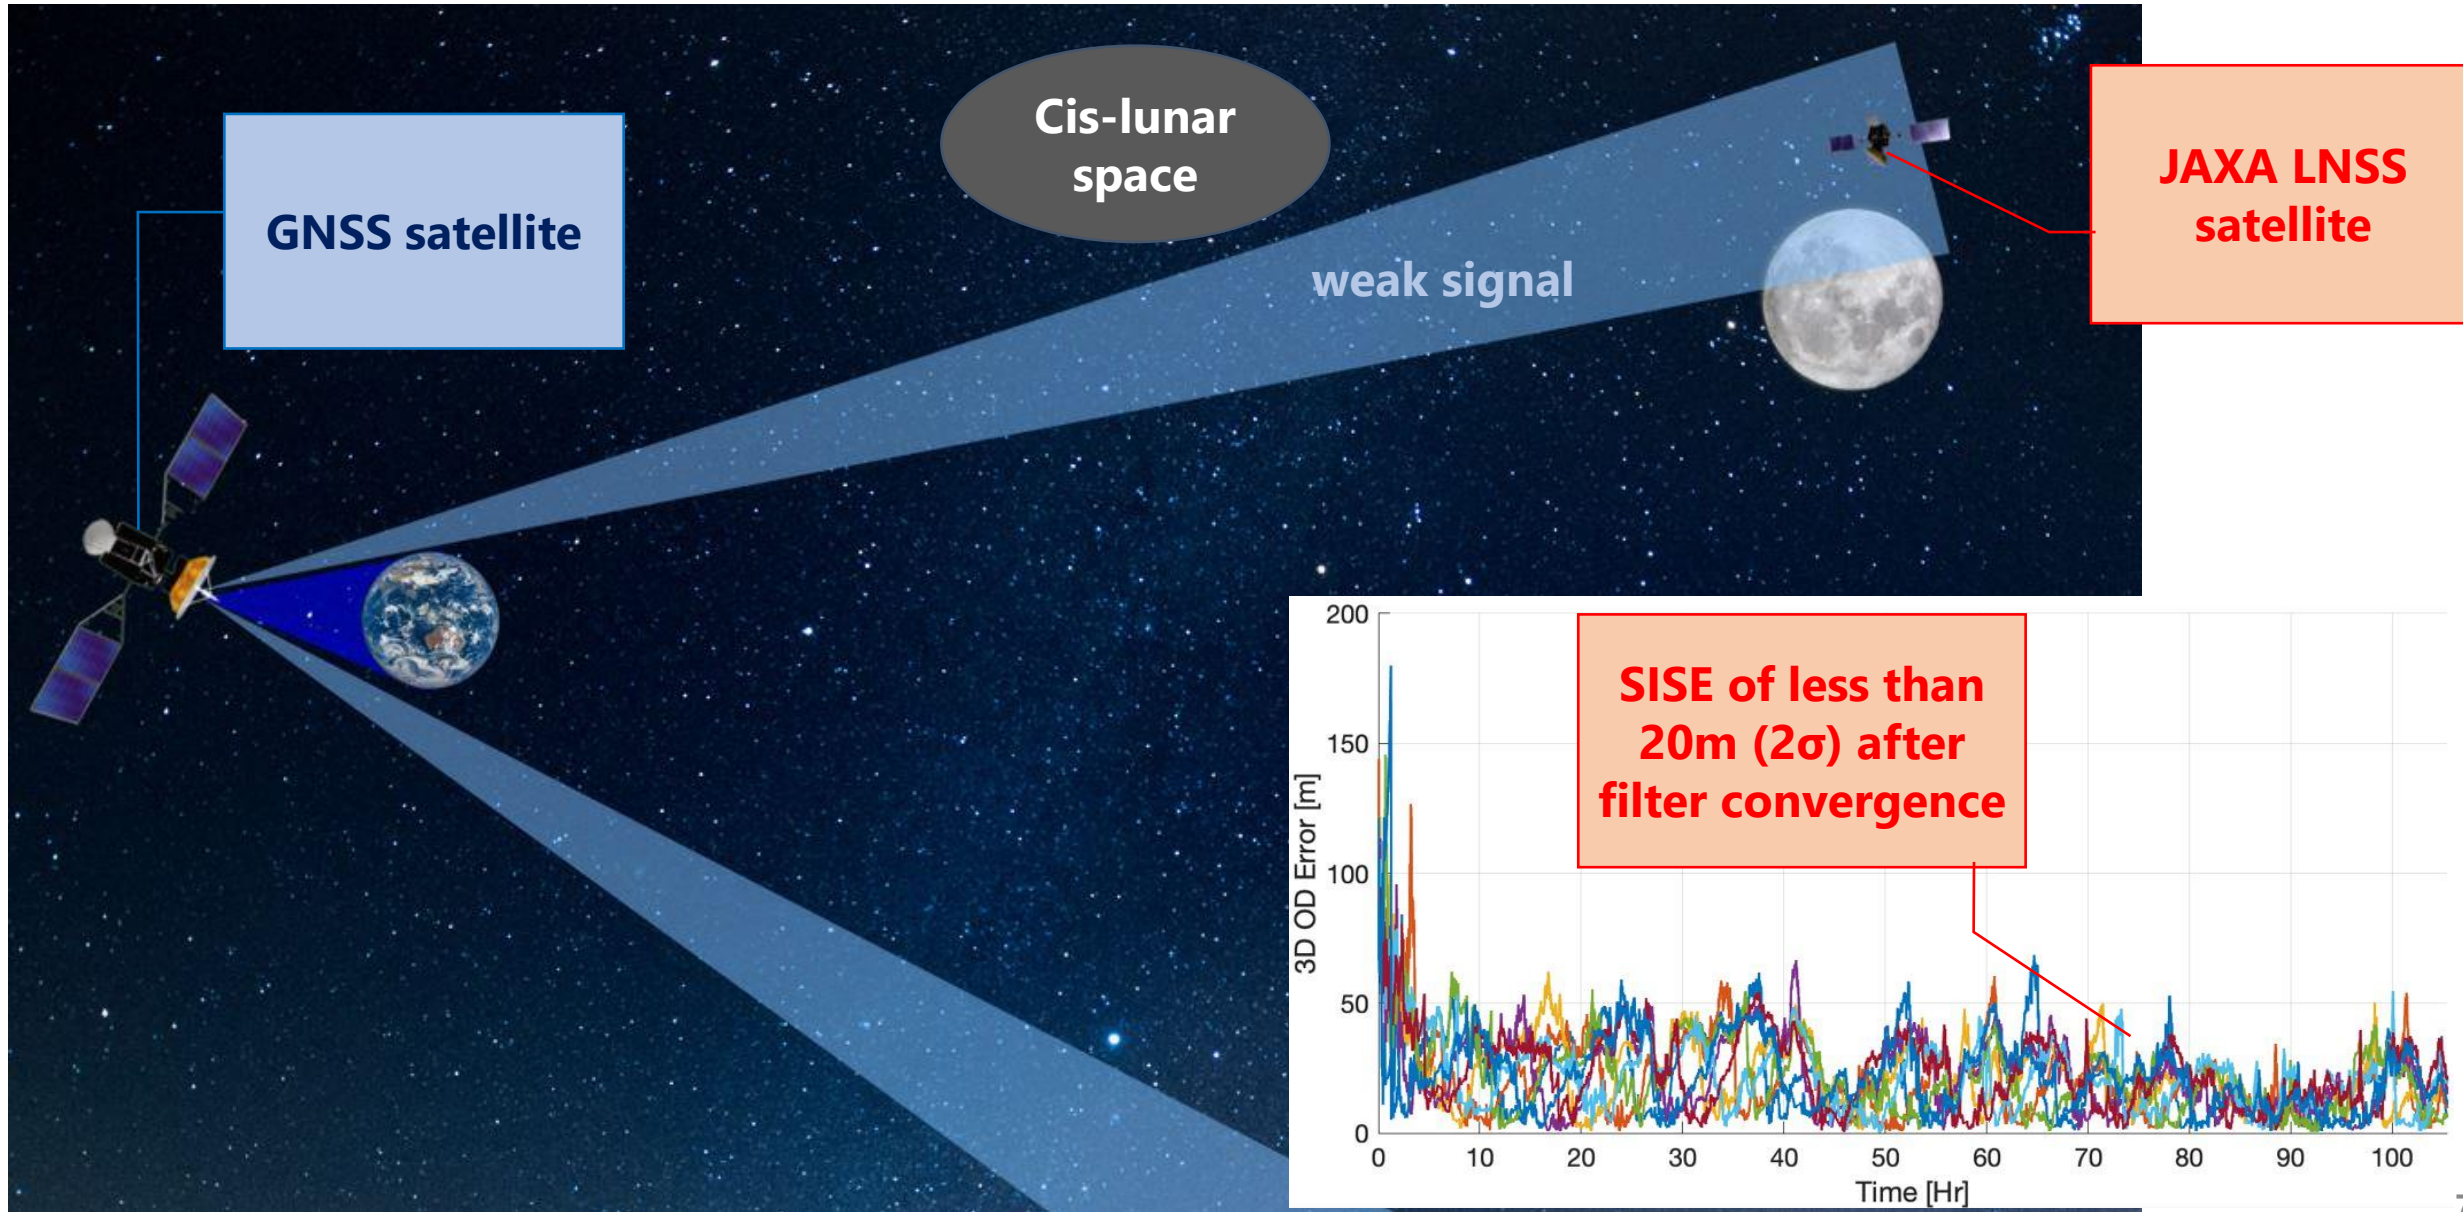 Cis-lunar
space
GNSS satellite
JAXA LNSS
satellite
weak signal
SISE of less than
20m (2σ) after
filter convergence
3D OD Error [m]
200
150
100
50
0
0 10 20 30 40 50 60 70 80 90 100
Time [Hr]